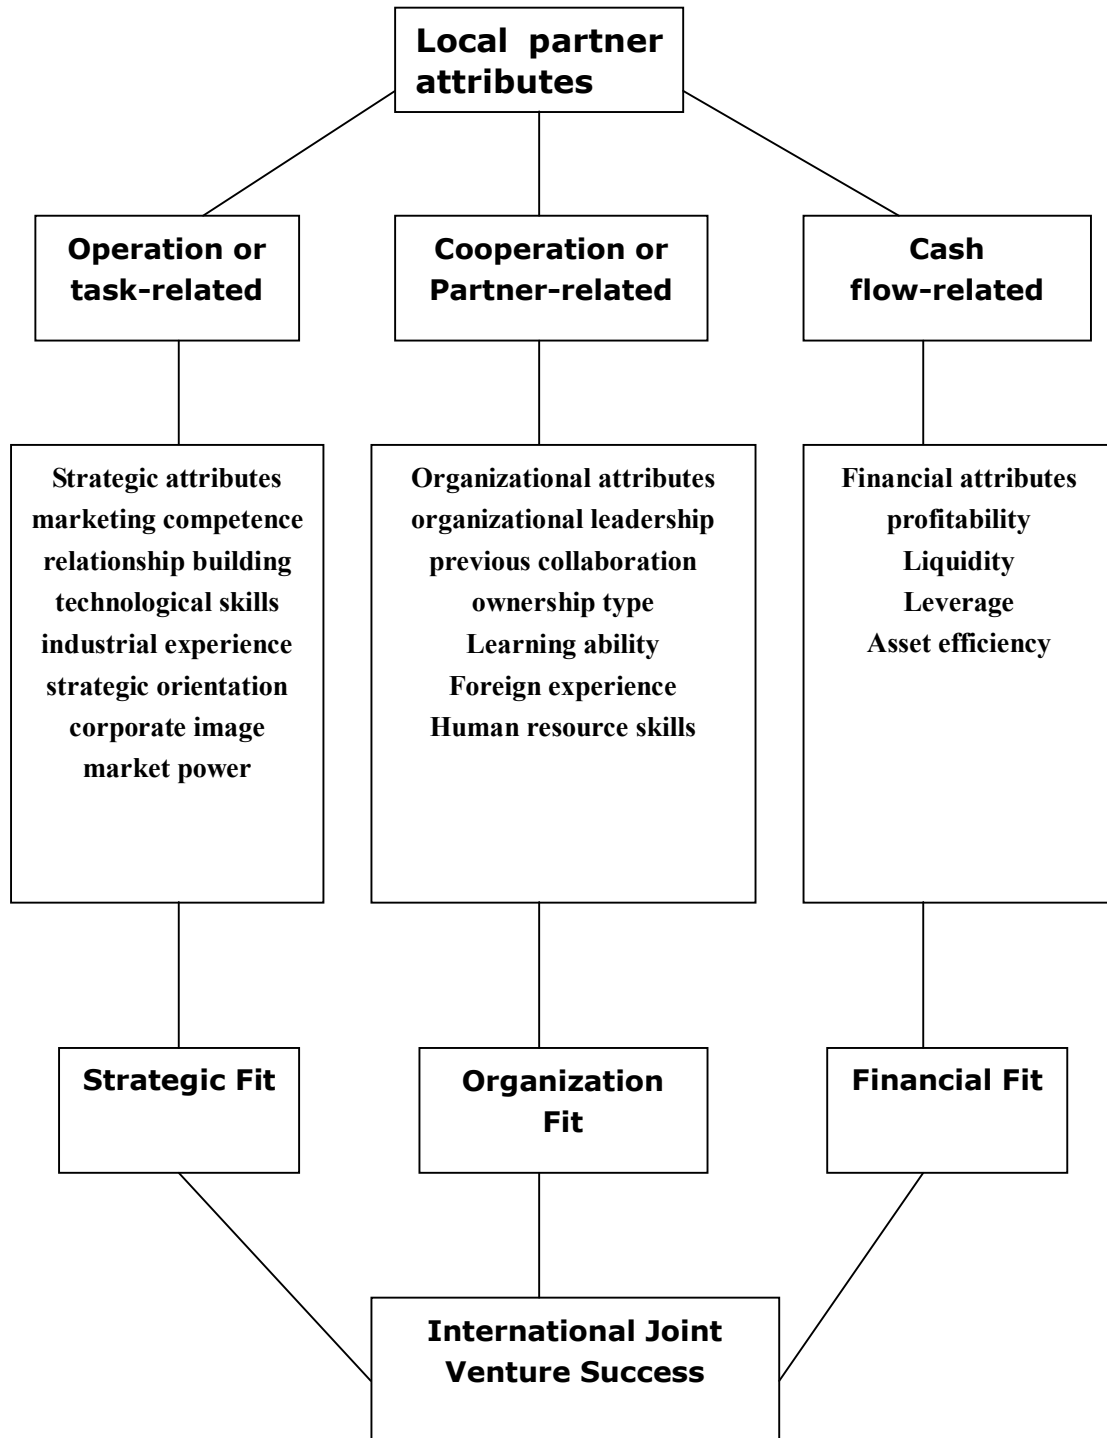 Local partner
attributes
Operation or
task-related
Cooperation or
Partner-related
Cash
flow-related
Strategic attributes
marketing competence
relationship building
technological skills
industrial experience
strategic orientation
corporate image
market power
Organizational attributes
organizational leadership
previous collaboration
ownership type
Learning ability
Foreign experience
Human resource skills
Financial attributes
profitability
Liquidity
Leverage
Asset efficiency
Strategic Fit
Organization
Fit
Financial Fit
International Joint
Venture Success